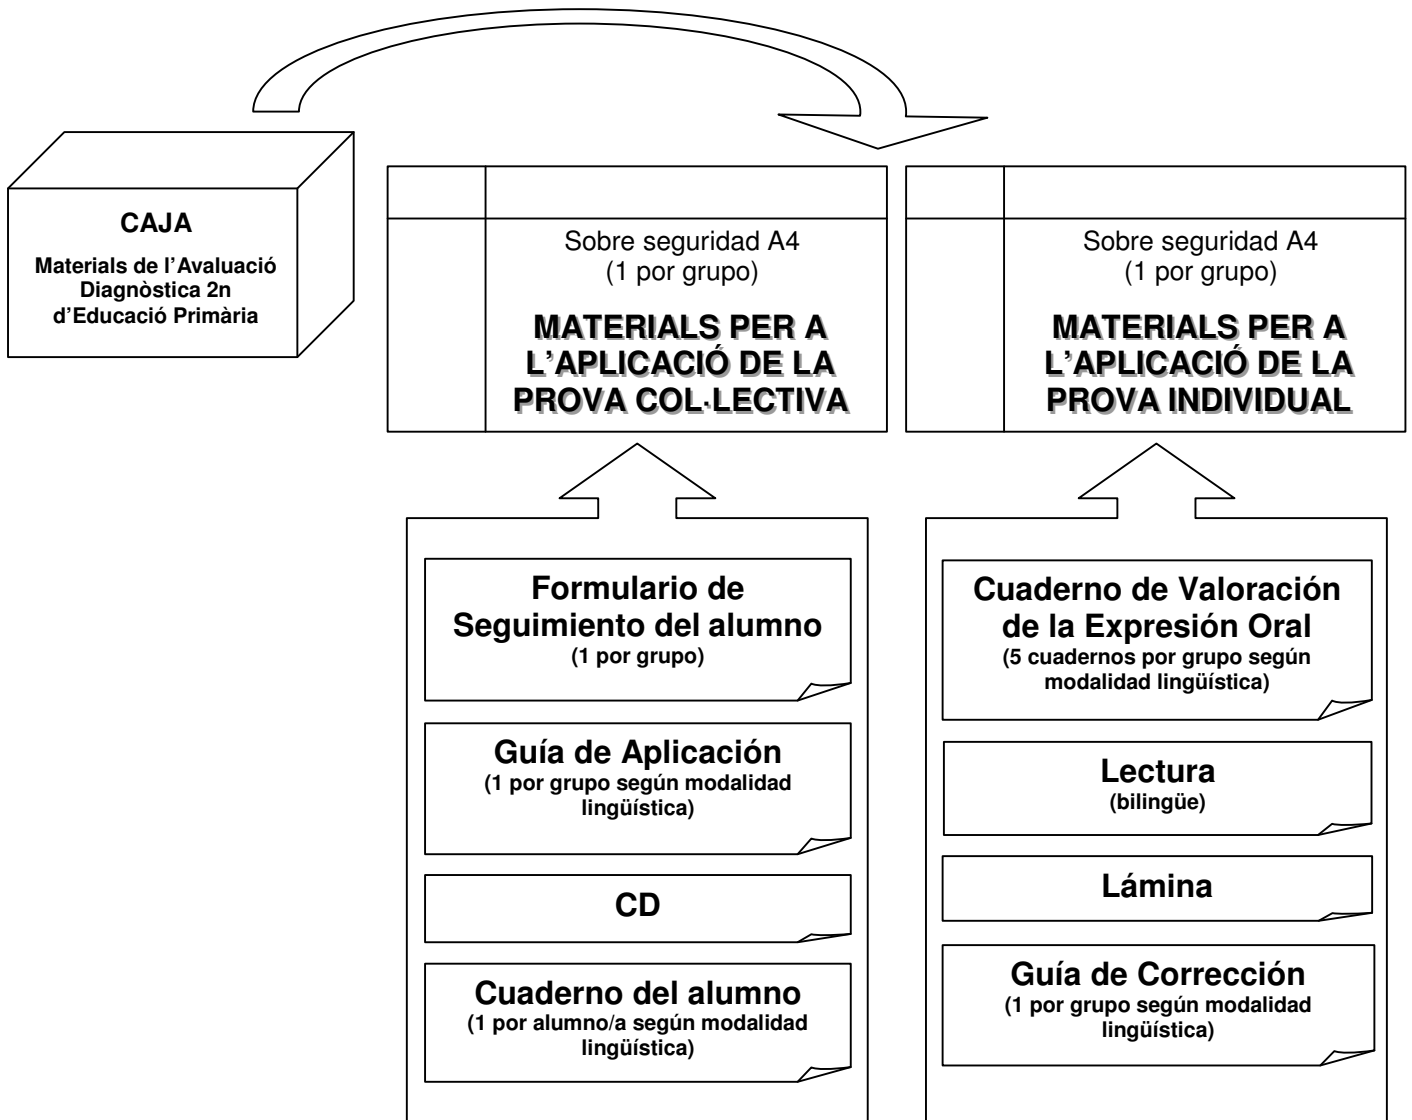 CAJA
Materials de l’Avaluació
Diagnòstica 2n
d’Educació Primària
Sobre seguridad A4
(1 por grupo)
MATERIALS PER A
L’APLICACIÓ DE LA
PROVA COL·LECTIVA
Sobre seguridad A4
(1 por grupo)
MATERIALS PER A
L’APLICACIÓ DE LA
PROVA INDIVIDUAL
Formulario de
Seguimiento del alumno
(1 por grupo)
Guía de Aplicación
(1 por grupo según modalidad
lingüística)
CD
Cuaderno del alumno
(1 por alumno/a según modalidad
lingüística)
Cuaderno de Valoración
de la Expresión Oral
(5 cuadernos por grupo según
modalidad lingüística)
Lectura
(bilingüe)
Lámina
Guía de Corrección
(1 por grupo según modalidad
lingüística)